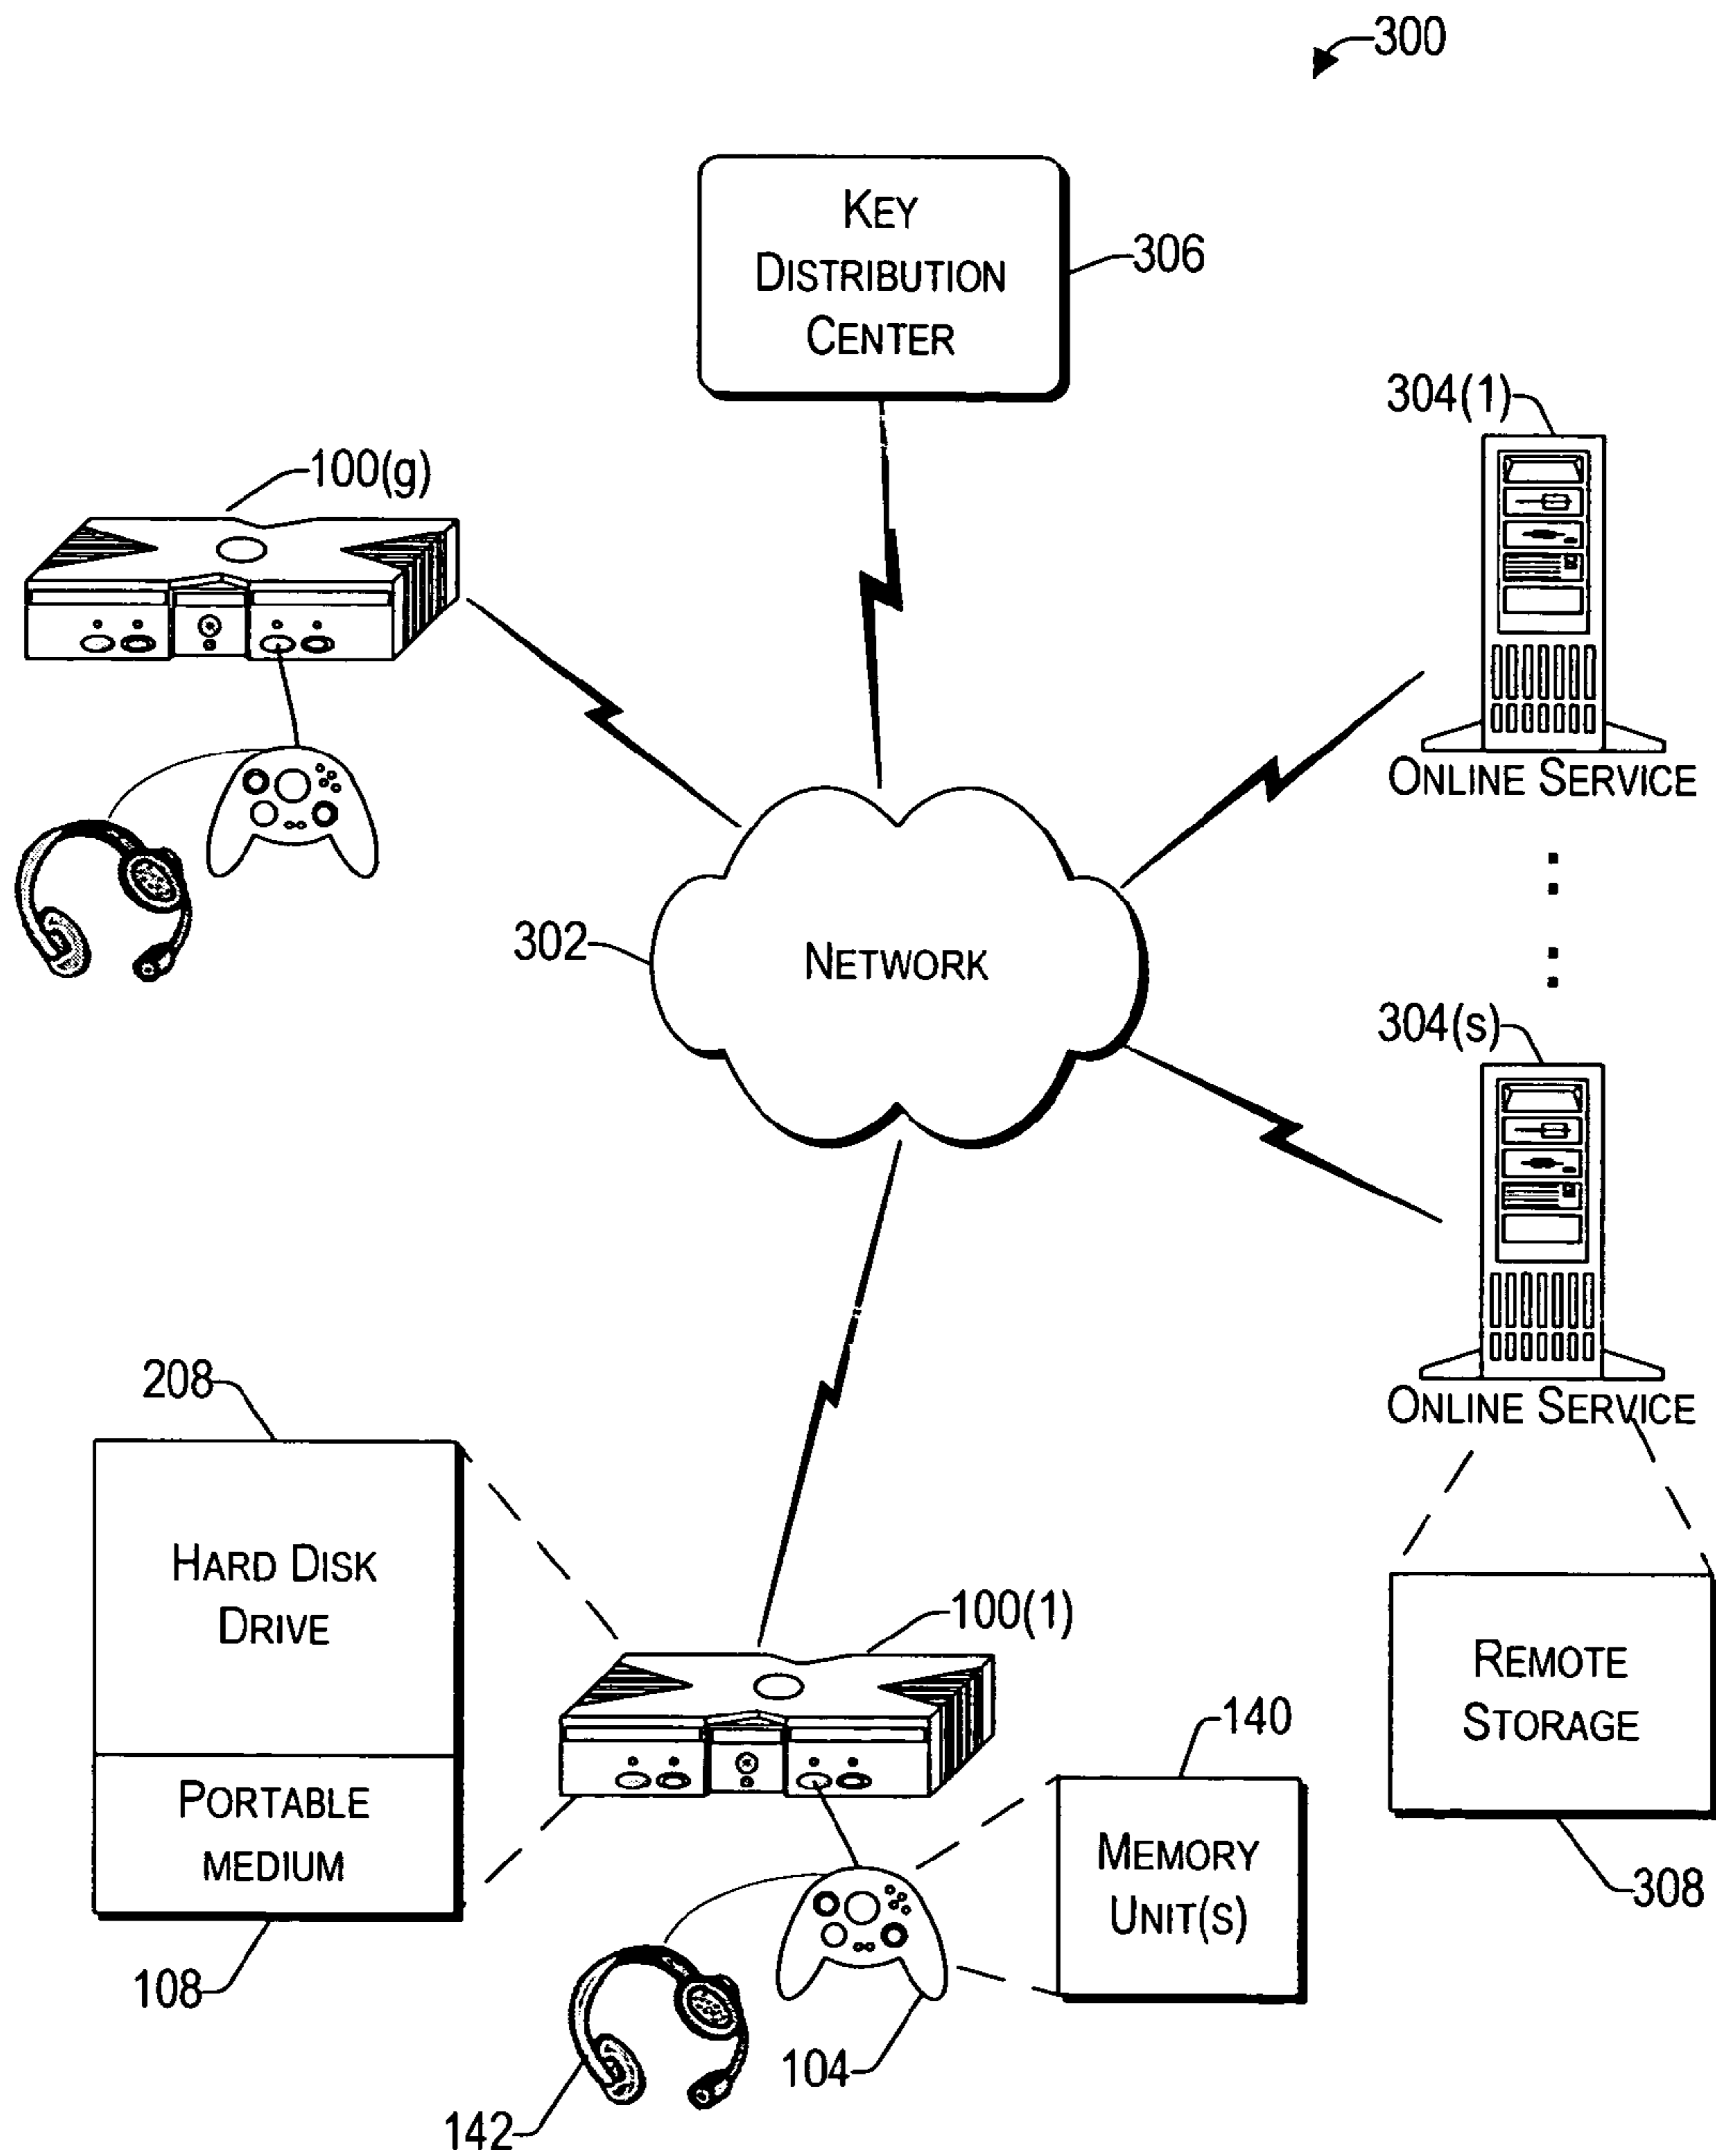 300
KEY
DISTRIBUTION
CENTER
306
304(1)
100(g)
ONLINE SERVICE
302
NETWORK
304(s)
ONLINE SERVICE
208
HARD DISK
DRIVE
PORTABLE
MEDIUM
108
100(1)
140
MEMORY
UNIT(S)
REMOTE
STORAGE
308
104
142